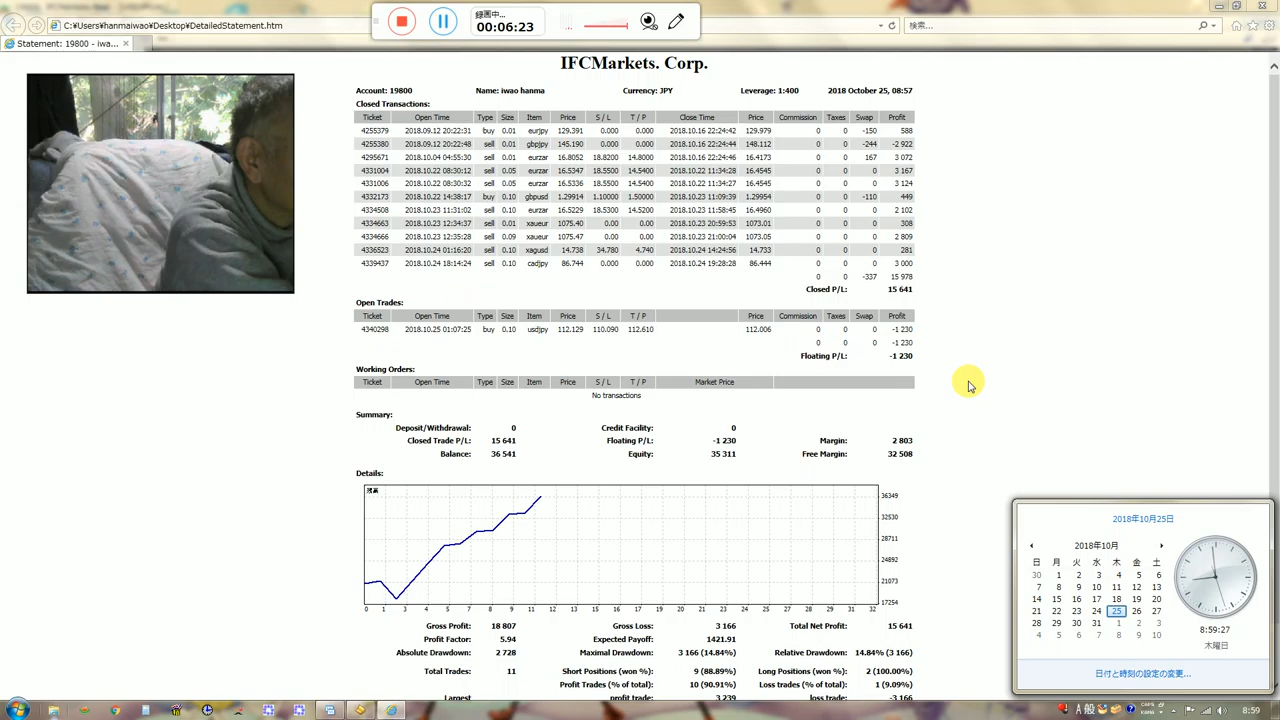 録画中...
00:06:23
C:¥Users¥hanmaiwao¥Desktop¥DetailedStatement.htm
検索...
Statement: 19800 - iwa...
IFCMarkets. Corp.
Account: 19800 Name: iwao hanma Currency: JPY Leverage: 1:400 2018 October 25, 08:57
Closed Transactions:
Ticket Open Time Type Size Item Price S / L T / P Close Time Price Commission Taxes Swap Profit
4255379 2018.09.12 20:22:31 buy 0.01 eurjpy 129.391 0.000 0.000 2018.10.16 22:24:42 129.979 0 0 -150 588
4255380 2018.09.12 20:22:48 sell 0.01 gbpjpy 145.190 0.000 0.000 2018.10.16 22:24:44 148.112 0 0 -244 -2 922
4295671 2018.10.04 04:55:30 sell 0.01 eurzar 16.8052 18.8200 14.8000 2018.10.16 22:24:46 16.4173 0 0 167 3 072
4331004 2018.10.22 08:30:12 sell 0.05 eurzar 16.5347 18.5500 14.5400 2018.10.22 11:34:28 16.4545 0 0 0 3 167
4331006 2018.10.22 08:30:32 sell 0.05 eurzar 16.5336 18.5500 14.5400 2018.10.22 11:34:27 16.4545 0 0 0 3 124
4332173 2018.10.22 14:38:17 buy 0.10 gbpusd 1.29914 1.10000 1.50000 2018.10.23 11:09:39 1.29954 0 0 -110 449
4334508 2018.10.23 11:31:02 sell 0.10 eurzar 16.5229 18.5300 14.5200 2018.10.23 11:58:45 16.4960 0 0 0 2 102
4334663 2018.10.23 12:34:37 sell 0.01 xaueur 1075.40 0.00 0.00 2018.10.23 20:59:53 1073.01 0 0 0 308
4334666 2018.10.23 12:35:28 sell 0.09 xaueur 1075.47 0.00 0.00 2018.10.23 21:00:04 1073.05 0 0 0 2 809
4336523 2018.10.24 01:16:20 sell 0.10 xagusd 14.738 34.780 4.740 2018.10.24 14:24:56 14.733 0 0 0 281
4339437 2018.10.24 18:14:24 sell 0.10 cadjpy 86.744 0.000 0.000 2018.10.24 19:28:28 86.444 0 0 0 3 000
0 0 -337 15 978
Closed P/L: 15 641
Open Trades:
Ticket Open Time Type Size Item Price S / L T / P Price Commission Taxes Swap Profit
4340298 2018.10.25 01:07:25 buy 0.10 usdjpy 112.129 110.090 112.610 112.006 0 0 0 -1 230
0 0 0 -1 230
Floating P/L: -1 230
Working Orders:
Ticket Open Time Type Size Item Price S / L T / P Market Price
No transactions
Summary:
Deposit/Withdrawal: 0 Credit Facility: 0
Closed Trade P/L: 15 641 Floating P/L: -1 230 Margin: 2 803
Balance: 36 541 Equity: 35 311 Free Margin: 32 508
Details:
残高
36349
32530
28711
24892
21073
17254
0 1 3 4 6 7 8 9 11 12 13 15 16 17 19 20 21 23 24 25 27 28 29 31 32
Gross Profit: 18 807 Gross Loss: 3 166 Total Net Profit: 15 641
Profit Factor: 5.94 Expected Payoff: 1421.91
Absolute Drawdown: 2 728 Maximal Drawdown: 3 166 (14.84%) Relative Drawdown: 14.84% (3 166)
Total Trades: 11 Short Positions (won %): 9 (88.89%) Long Positions (won %): 2 (100.00%)
Profit Trades (% of total): 10 (90.91%) Loss trades (% of total): 1 (9.09%)
Largest profit trade: 3 239 loss trade: -3 166
2018年10月25日
2018年10月
日 月 火 水 木 金 土
30 1 2 3 4 5 6
7 8 9 10 11 12 13
14 15 16 17 18 19 20
21 22 23 24 25 26 27
28 29 30 31 1 2 3
4 5 6 7 8 9 10
8:59:27
木曜日
日付と時刻の設定の変更...
A 般
CAPS
KANA
8:59